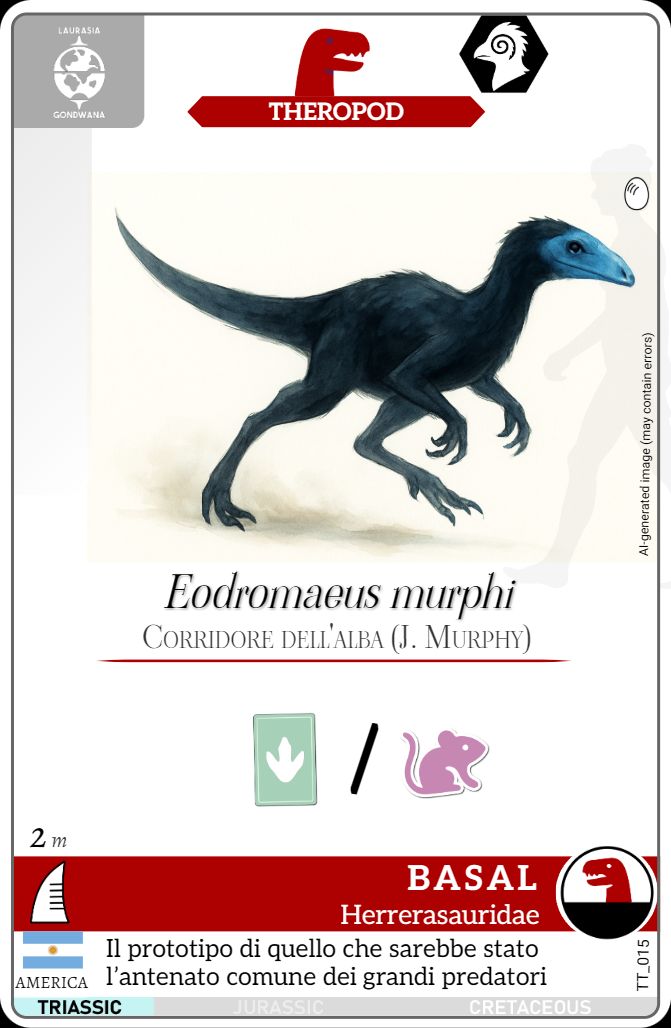 LAURASIA
GONDWANA
THEROPOD
AI-generated image (may contain errors)
Eodromaeus murphi
Corridore dell'alba (J. Murphy)
/
2 m
BASAL
Herrerasauridae
Il prototipo di quello che sarebbe stato
l'antenato comune dei grandi predatori
AMERICA
TT_015
TRIASSIC
JURASSIC
CRETACEOUS